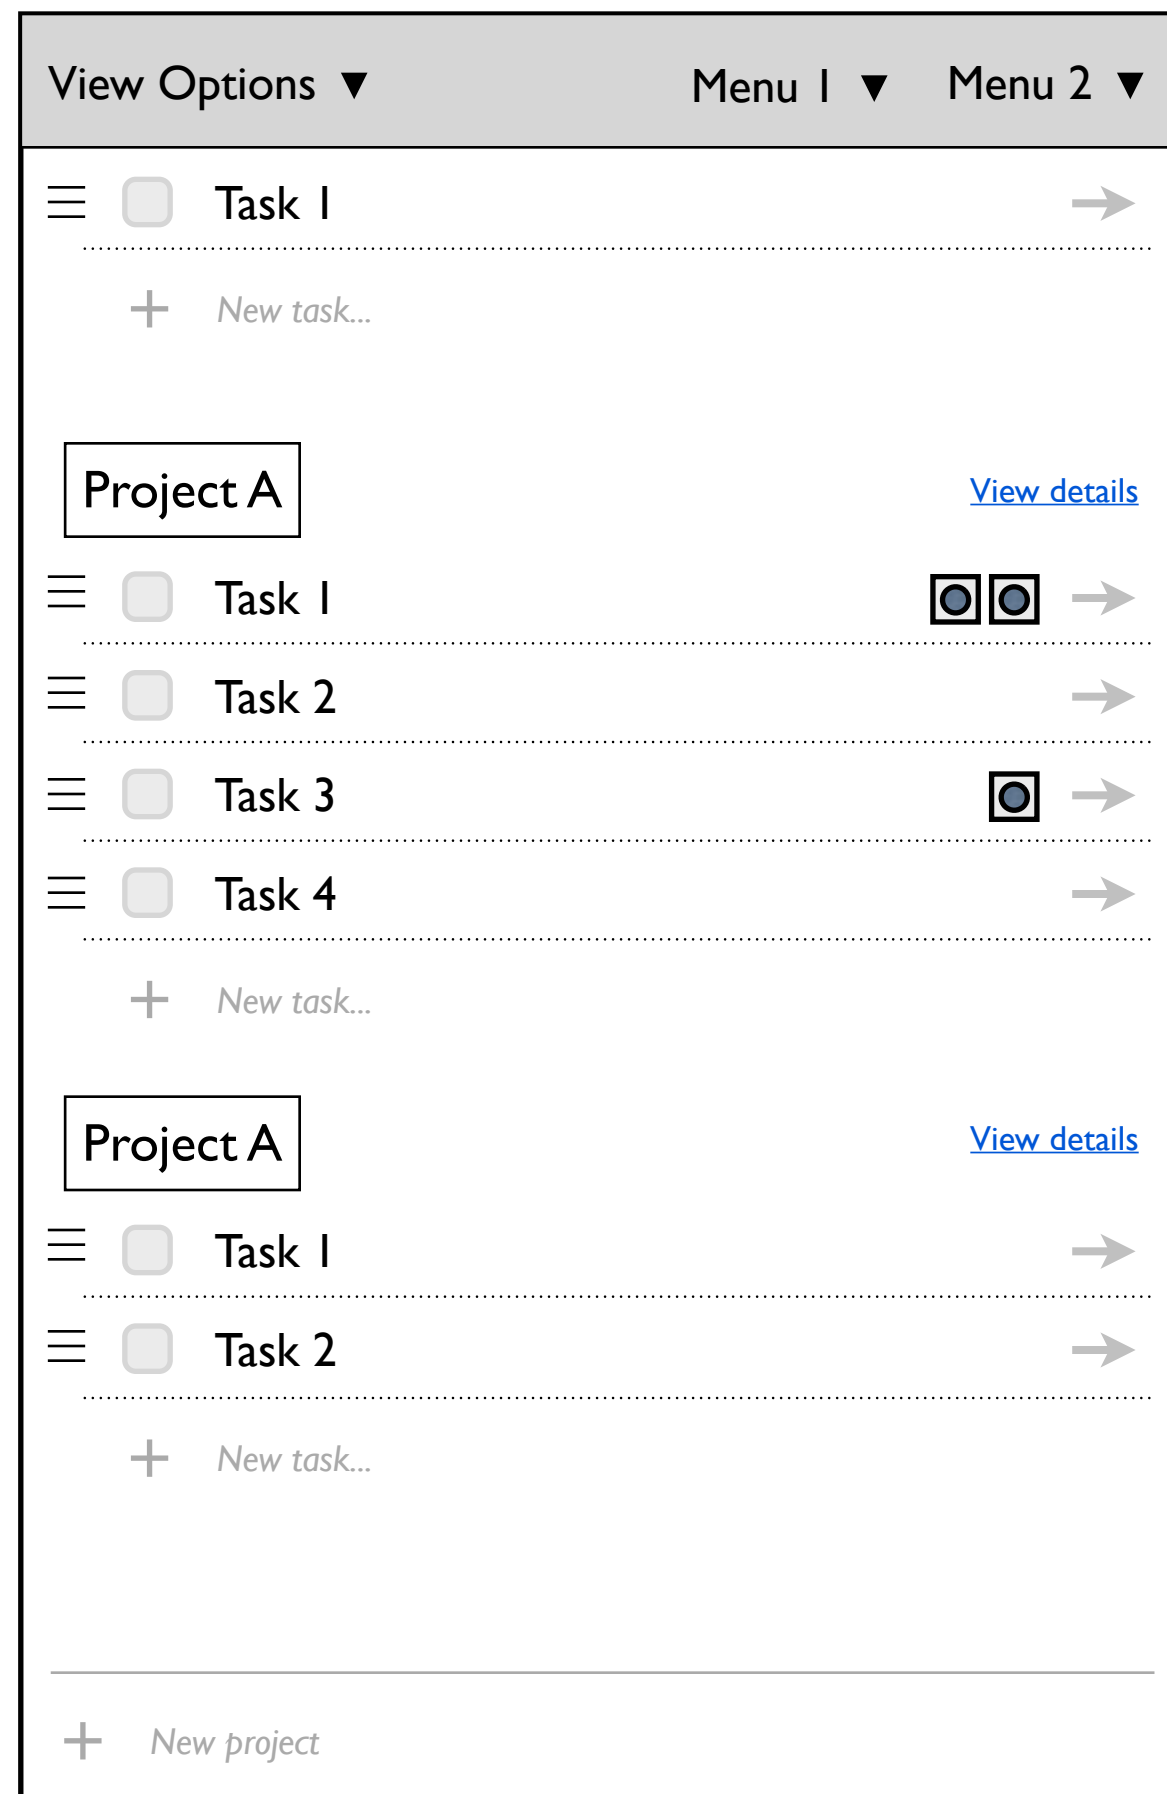 View Options ▼ Menu 1 ▼ Menu 2 ▼
Task 1
New task...
Project A View details
Task 1
Task 2
Task 3
Task 4
New task...
Project A View details
Task 1
Task 2
New task...
New project